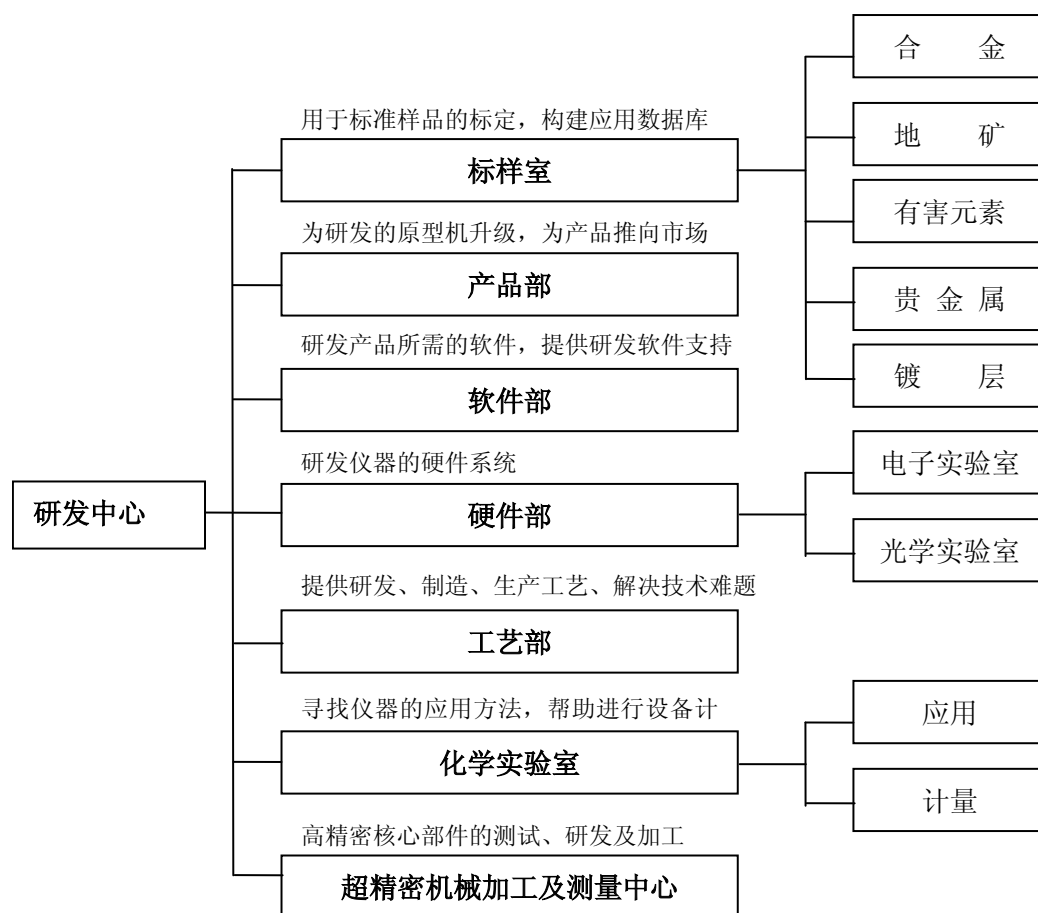 合 金
用于标准样品的标定，构建应用数据库
地 矿
标样室
有害元素
为研发的原型机升级，为产品推向市场
产品部
贵 金 属
研发产品所需的软件，提供研发软件支持
镀 层
软件部
电子实验室
研发仪器的硬件系统
研发中心
硬件部
光学实验室
提供研发、制造、生产工艺、解决技术难题
工艺部
寻找仪器的应用方法，帮助进行设备计
应用
化学实验室
计量
高精密核心部件的测试、研发及加工
超精密机械加工及测量中心